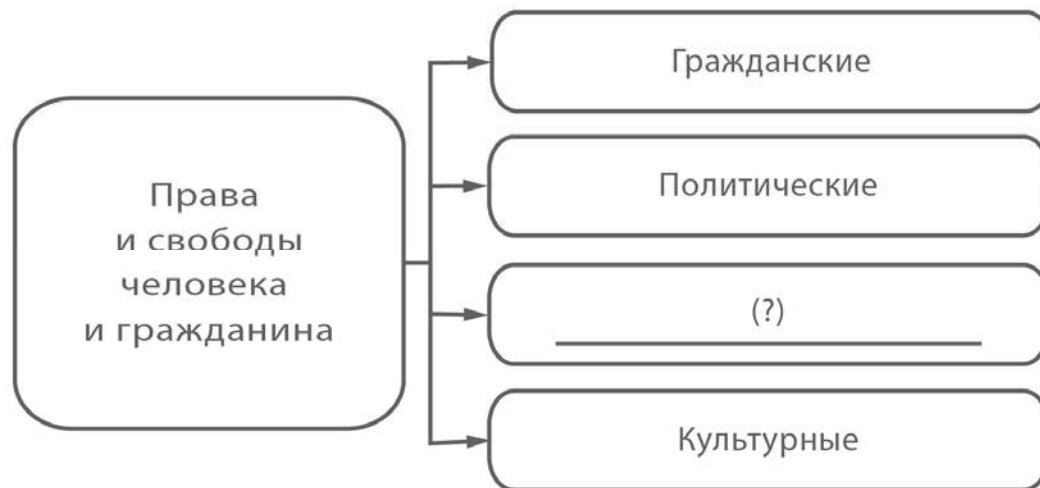 Права
и свободы
человека
и гражданина
Гражданские
Политические
(?)
Культурные